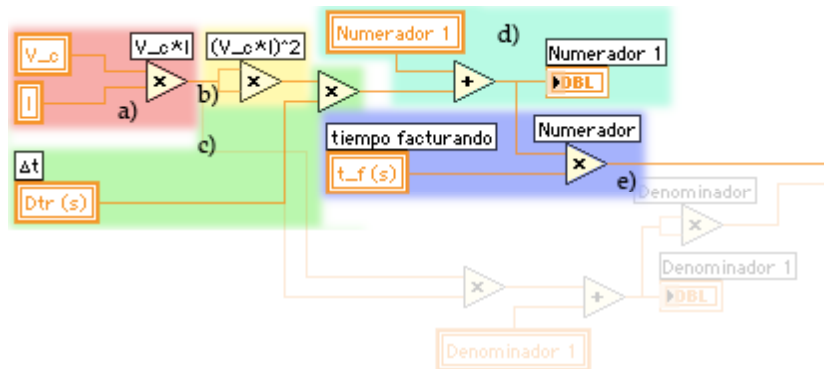 V_c
V_c*I
(V_c*I)^2
Numerador 1
d)
Numerador 1
DBL
I
a)
b)
c)
tiempo facturando
Numerador
t_f (s)
e)
Δt
Dtr (s)
Denominador
Denominador 1
DBL
Denominador 1